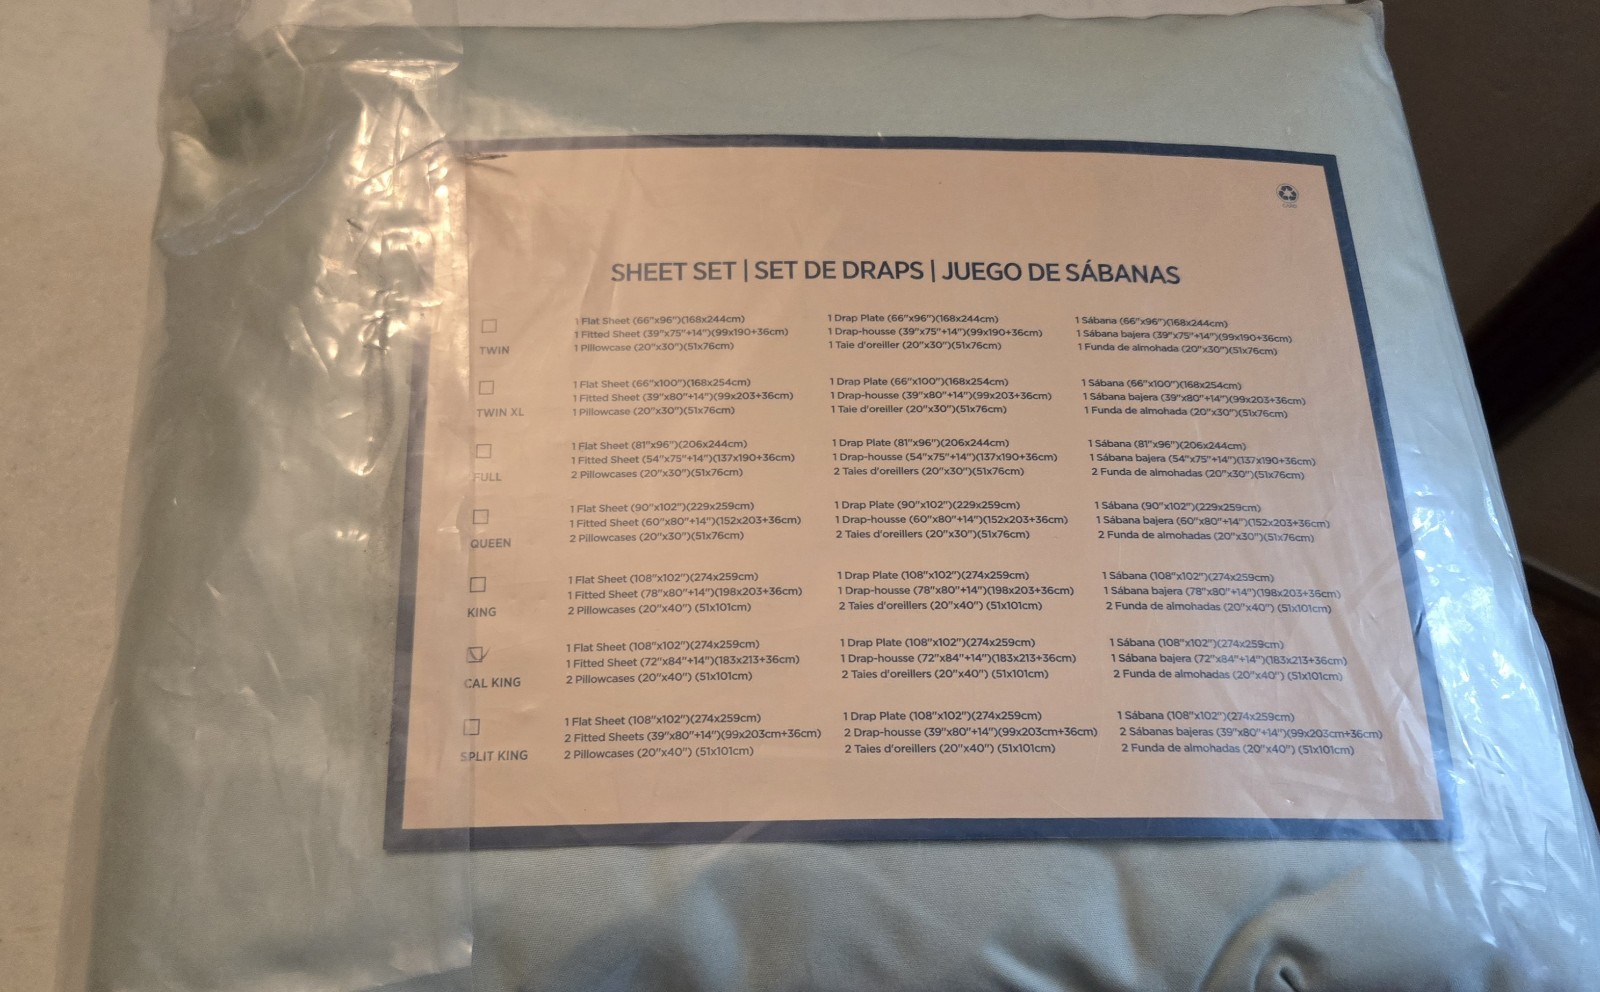 SHEET SET | SET DE DRAPS | JUEGO DE SÁBANAS
1 Flat Sheet (66"x96")(168x244cm) 1 Drap Plate (66"x96")(168x244cm) 1 Sábana (66"x96")(168x244cm)
1 Fitted Sheet (39"x75"+14")(99x190+36cm) 1 Drap-housse (39"x75"+14")(99x190+36cm) 1 Sábana bajera (39"x75"+14")(99x190+36cm)
TWIN 1 Pillowcase (20"x30")(51x76cm) 1 Taie d'oreiller (20"x30")(51x76cm) 1 Funda de almohada (20"x30")(51x76cm)
1 Flat Sheet (66"x100")(168x254cm) 1 Drap Plate (66"x100")(168x254cm) 1 Sábana (66"x100")(168x254cm)
1 Fitted Sheet (39"x80"+14")(99x203+36cm) 1 Drap-housse (39"x80"+14")(99x203+36cm) 1 Sábana bajera (39"x80"+14")(99x203+36cm)
TWIN XL 1 Pillowcase (20"x30")(51x76cm) 1 Taie d'oreiller (20"x30")(51x76cm) 1 Funda de almohada (20"x30")(51x76cm)
1 Flat Sheet (81"x96")(206x244cm) 1 Drap Plate (81"x96")(206x244cm) 1 Sábana (81"x96")(206x244cm)
1 Fitted Sheet (54"x75"+14")(137x190+36cm) 1 Drap-housse (54"x75"+14")(137x190+36cm) 1 Sábana bajera (54"x75"+14")(137x190+36cm)
FULL 2 Pillowcases (20"x30")(51x76cm) 2 Taies d'oreillers (20"x30")(51x76cm) 2 Funda de almohadas (20"x30")(51x76cm)
1 Flat Sheet (90"x102")(229x259cm) 1 Drap Plate (90"x102")(229x259cm) 1 Sábana (90"x102")(229x259cm)
1 Fitted Sheet (60"x80"+14")(152x203+36cm) 1 Drap-housse (60"x80"+14")(152x203+36cm) 1 Sábana bajera (60"x80"+14")(152x203+36cm)
QUEEN 2 Pillowcases (20"x30")(51x76cm) 2 Taies d'oreillers (20"x30")(51x76cm) 2 Funda de almohadas (20"x30")(51x76cm)
1 Flat Sheet (108"x102")(274x259cm) 1 Drap Plate (108"x102")(274x259cm) 1 Sábana (108"x102")(274x259cm)
1 Fitted Sheet (78"x80"+14")(198x203+36cm) 1 Drap-housse (78"x80"+14")(198x203+36cm) 1 Sábana bajera (78"x80"+14")(198x203+36cm)
KING 2 Pillowcases (20"x40") (51x101cm) 2 Taies d'oreillers (20"x40") (51x101cm) 2 Funda de almohadas (20"x40") (51x101cm)
1 Flat Sheet (108"x102")(274x259cm) 1 Drap Plate (108"x102")(274x259cm) 1 Sábana (108"x102")(274x259cm)
1 Fitted Sheet (72"x84"+14")(183x213+36cm) 1 Drap-housse (72"x84"+14")(183x213+36cm) 1 Sábana bajera (72"x84"+14")(183x213+36cm)
CAL KING 2 Pillowcases (20"x40") (51x101cm) 2 Taies d'oreillers (20"x40") (51x101cm) 2 Funda de almohadas (20"x40") (51x101cm)
1 Flat Sheet (108"x102")(274x259cm) 1 Drap Plate (108"x102")(274x259cm) 1 Sábana (108"x102")(274x259cm)
2 Fitted Sheets (39"x80"+14")(99x203cm+36cm) 2 Drap-housse (39"x80"+14")(99x203cm+36cm) 2 Sábanas bajeras (39"x80"+14")(99x203cm+36cm)
SPLIT KING 2 Pillowcases (20"x40") (51x101cm) 2 Taies d'oreillers (20"x40") (51x101cm) 2 Funda de almohadas (20"x40") (51x101cm)